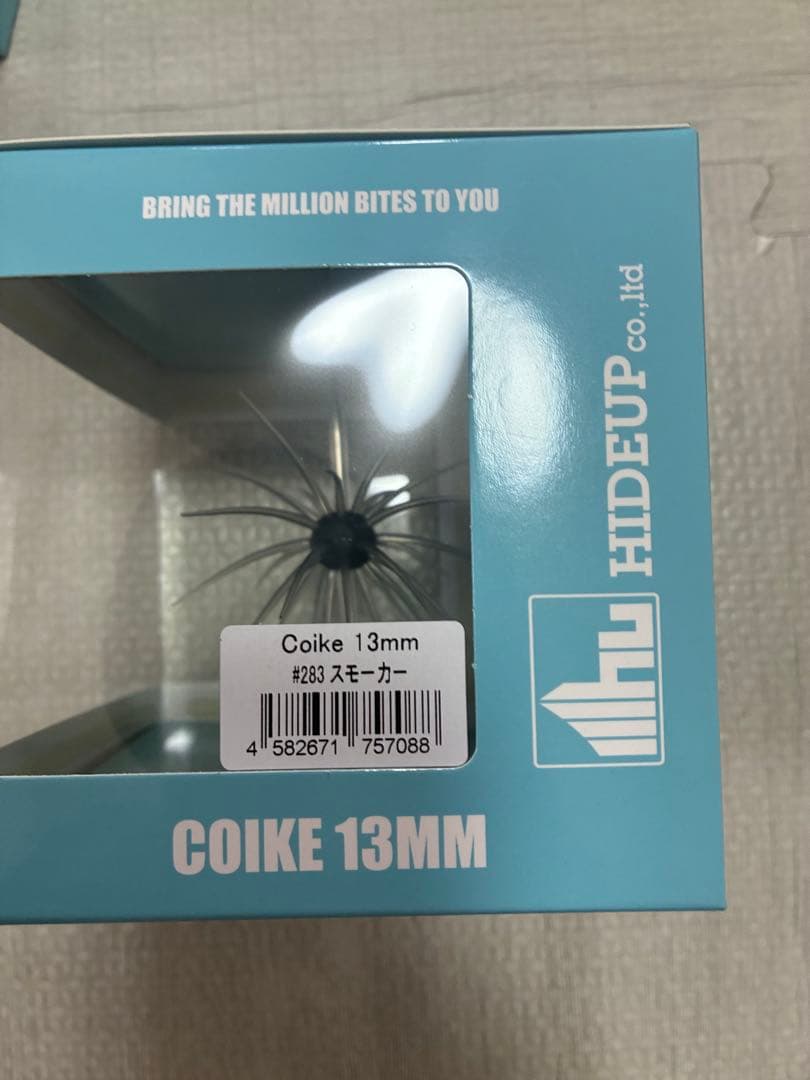 BRING THE MILLION BITES TO YOU
HIDEUP co.,ltd
hu
Coike 13mm
#283 スモーカー
4 582671 757088
COIKE 13MM